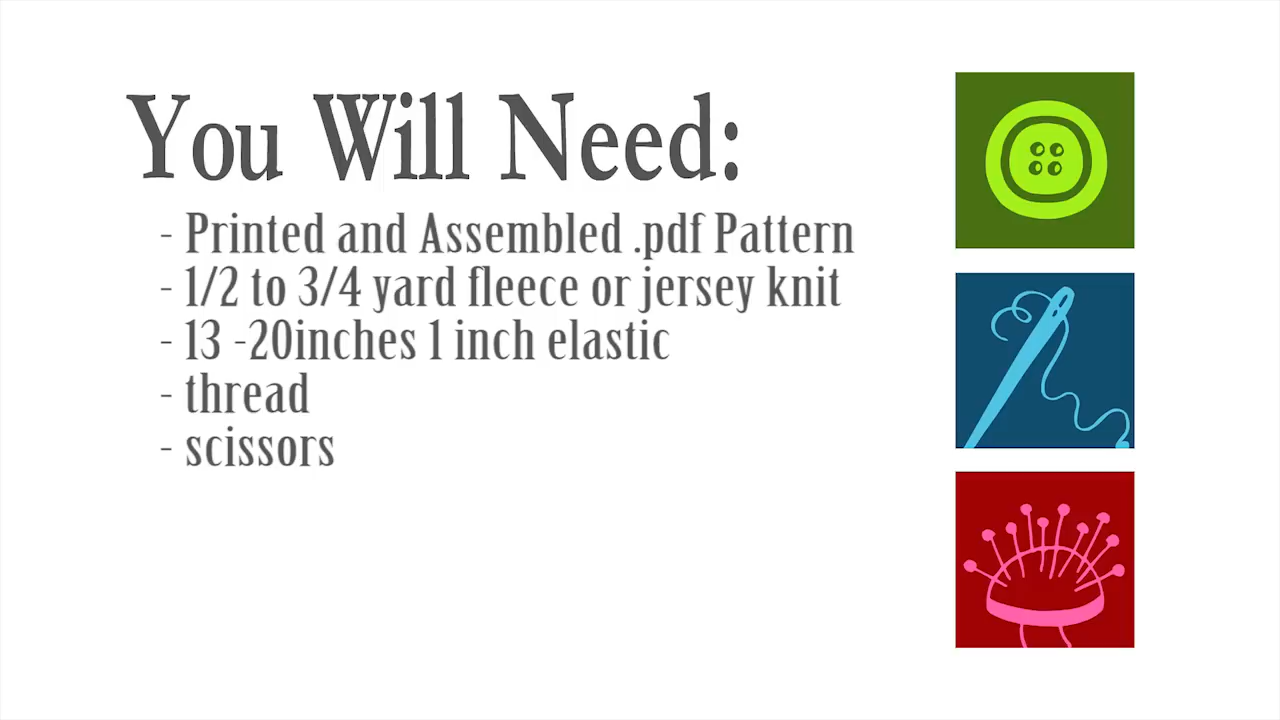 You Will Need:
- Printed and Assembled .pdf Pattern
- 1/2 to 3/4 yard fleece or jersey knit
- 13 -20inches 1 inch elastic
- thread
- scissors